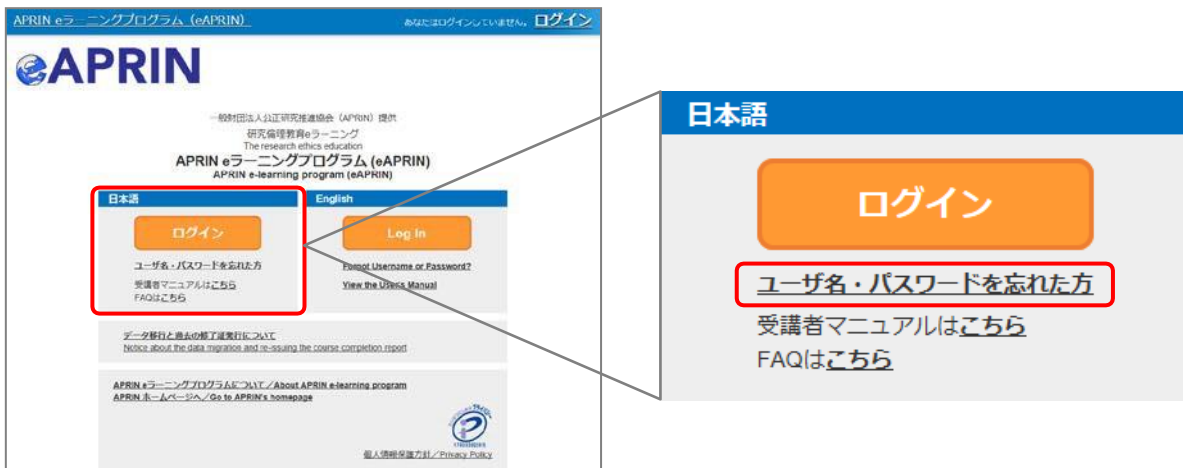 APRIN eラーニングプログラム（eAPRIN）
あなたはログインしていません。 ログイン
eAPRIN
一般財団法人公正研究推進協会（APRIN）提供
研究倫理教育eラーニング
The research ethics education
APRIN eラーニングプログラム (eAPRIN)
APRIN e-learning program (eAPRIN)
日本語
ログイン
ユーザ名・パスワードを忘れた方
受講者マニュアルはこちら
FAQはこちら
English
Log In
Forgot Username or Password?
View the Users Manual
データ移行と過去の修了証発行について
Notice about the data migration and re-issuing the course completion report
APRIN eラーニングプログラムについて／About APRIN e-learning program
APRIN ホームページへ／Go to APRIN's homepage
個人情報保護方針／Privacy Policy
日本語
ログイン
ユーザ名・パスワードを忘れた方
受講者マニュアルはこちら
FAQはこちら